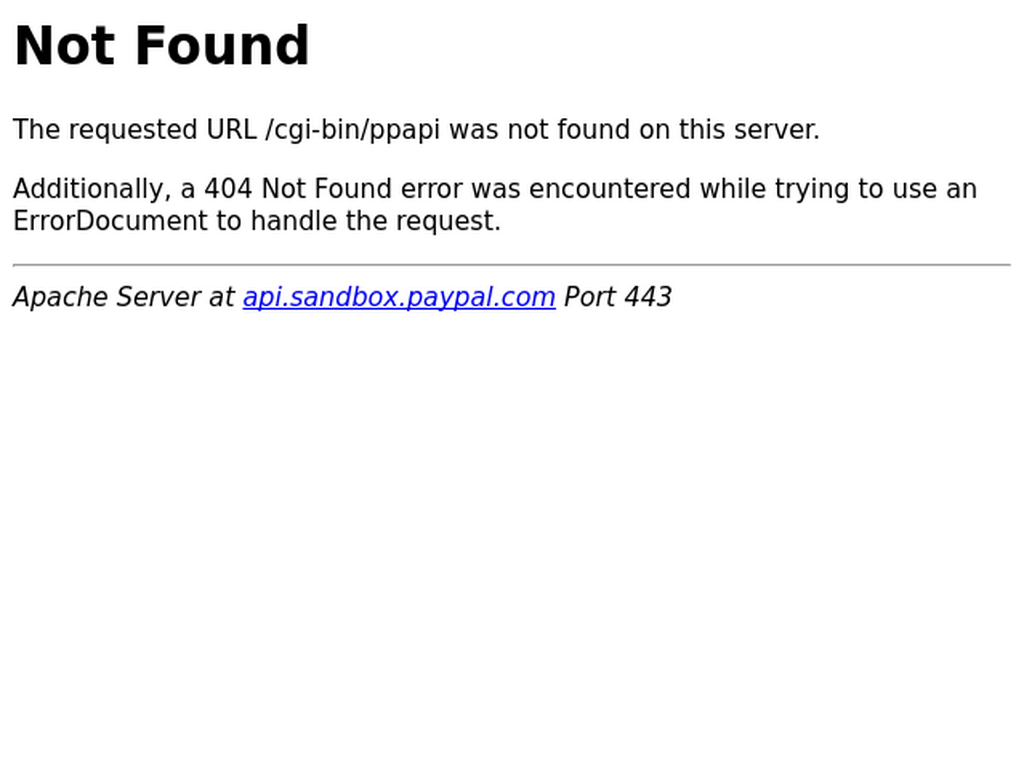 Not Found
The requested URL /cgi-bin/ppapi was not found on this server.
Additionally, a 404 Not Found error was encountered while trying to use an
ErrorDocument to handle the request.
Apache Server at api.sandbox.paypal.com Port 443